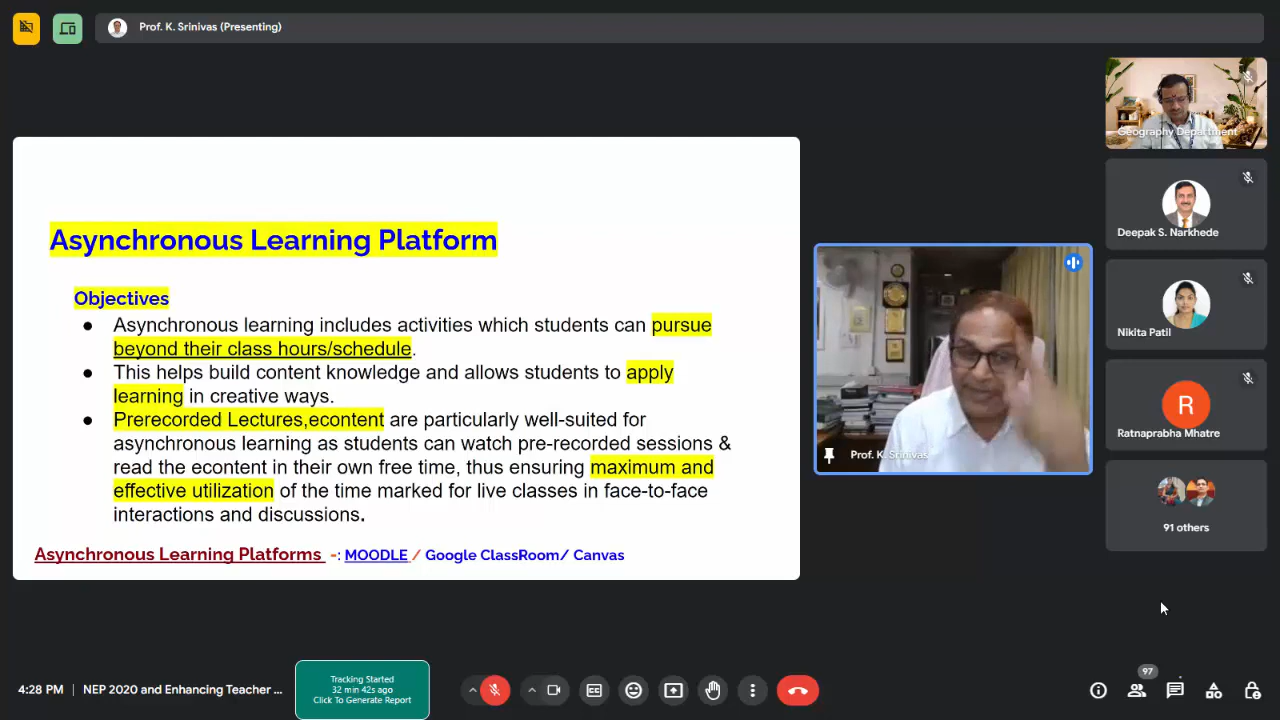 Prof. K. Srinivas (Presenting)
Asynchronous Learning Platform
Objectives
● Asynchronous learning includes activities which students can pursue
beyond their class hours/schedule.
● This helps build content knowledge and allows students to apply
learning in creative ways.
● Prerecorded Lectures,econtent are particularly well-suited for
asynchronous learning as students can watch pre-recorded sessions &
read the econtent in their own free time, thus ensuring maximum and
effective utilization of the time marked for live classes in face-to-face
interactions and discussions.
Asynchronous Learning Platforms -: MOODLE / Google ClassRoom/ Canvas
Prof. K. Srinivas
Geography Department
Deepak S. Narkhede
Nikita Patil
R
Ratnaprabha Mhatre
91 others
4:28 PM | NEP 2020 and Enhancing Teacher ...
Tracking Started
32 min 42s ago
Click To Generate Report
97